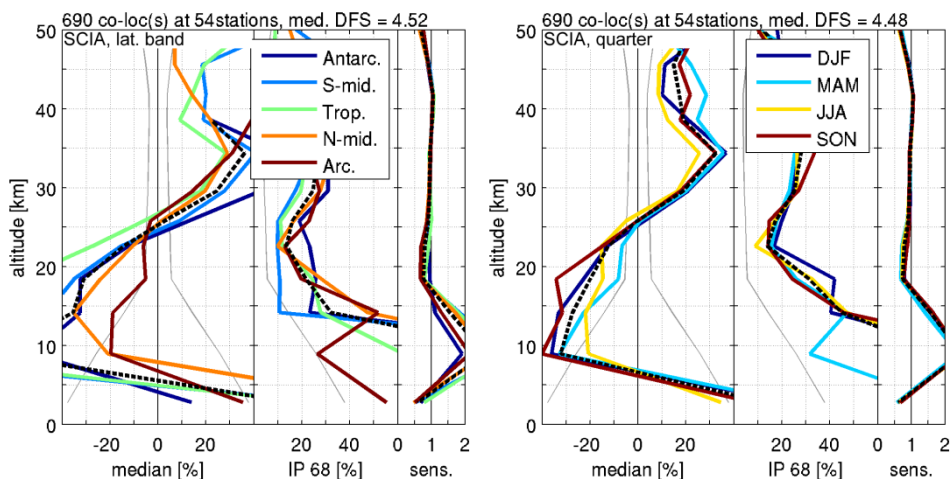 690 co-loc(s) at 54stations, med. DFS = 4.52
SCIA, lat. band
Antarc.
S-mid.
Trop.
N-mid.
Arc.
50
40
30
20
10
0
altitude [km]
-20 0 20
median [%]
20 40
IP 68 [%]
0 1 2
sens.
690 co-loc(s) at 54stations, med. DFS = 4.48
SCIA, quarter
DJF
MAM
JJA
SON
50
40
30
20
10
0
altitude [km]
-20 0 20
median [%]
20 40
IP 68 [%]
0 1 2
sens.